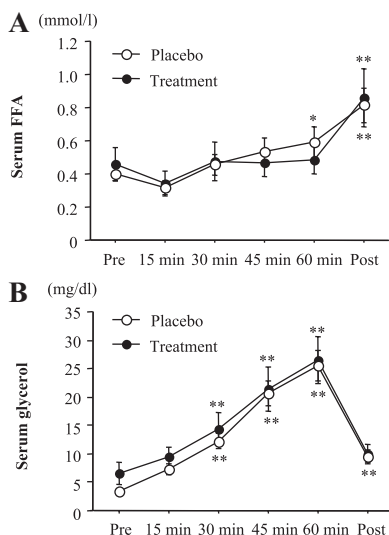 A (mmol/l)
1.2
1.0
0.8
0.6
0.4
0.2
0
Serum FFA
Placebo
Treatment
*
**
**
Pre 15 min 30 min 45 min 60 min Post
B (mg/dl)
35
30
25
20
15
10
5
0
Serum glycerol
Placebo
Treatment
** ** **
** ** ** **
Pre 15 min 30 min 45 min 60 min Post